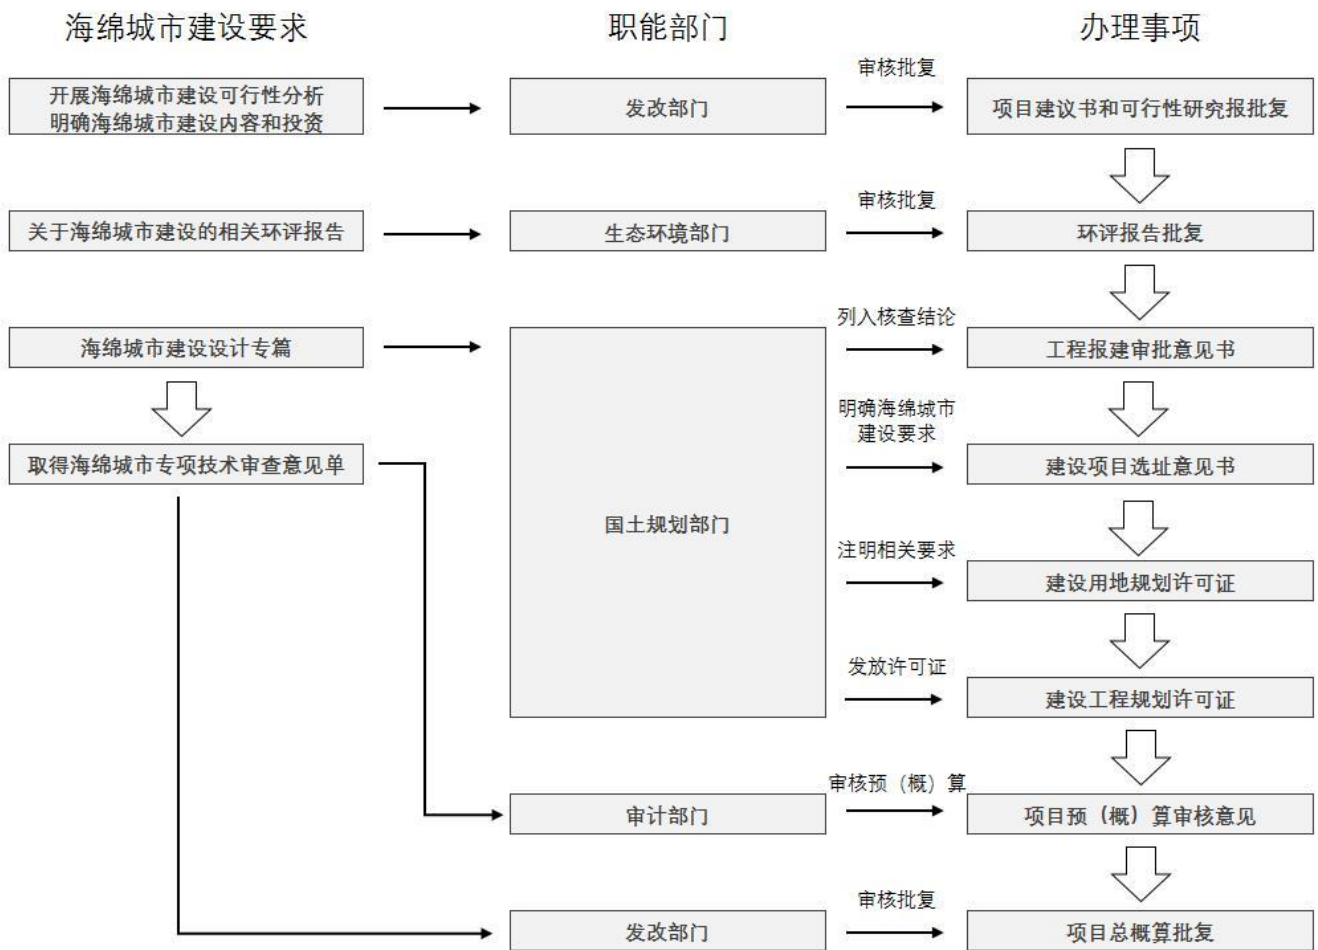 海绵城市建设要求
职能部门
办理事项
开展海绵城市建设可行性分析
明确海绵城市建设内容和投资
发改部门
审核批复
项目建议书和可行性研究报批复
关于海绵城市建设的相关环评报告
生态环境部门
审核批复
环评报告批复
海绵城市建设设计专篇
列入核查结论
工程报建审批意见书
取得海绵城市专项技术审查意见单
国土规划部门
明确海绵城市
建设要求
建设项目选址意见书
注明相关要求
建设用地规划许可证
发放许可证
建设工程规划许可证
审计部门
审核预（概）算
项目预（概）算审核意见
发改部门
审核批复
项目总概算批复